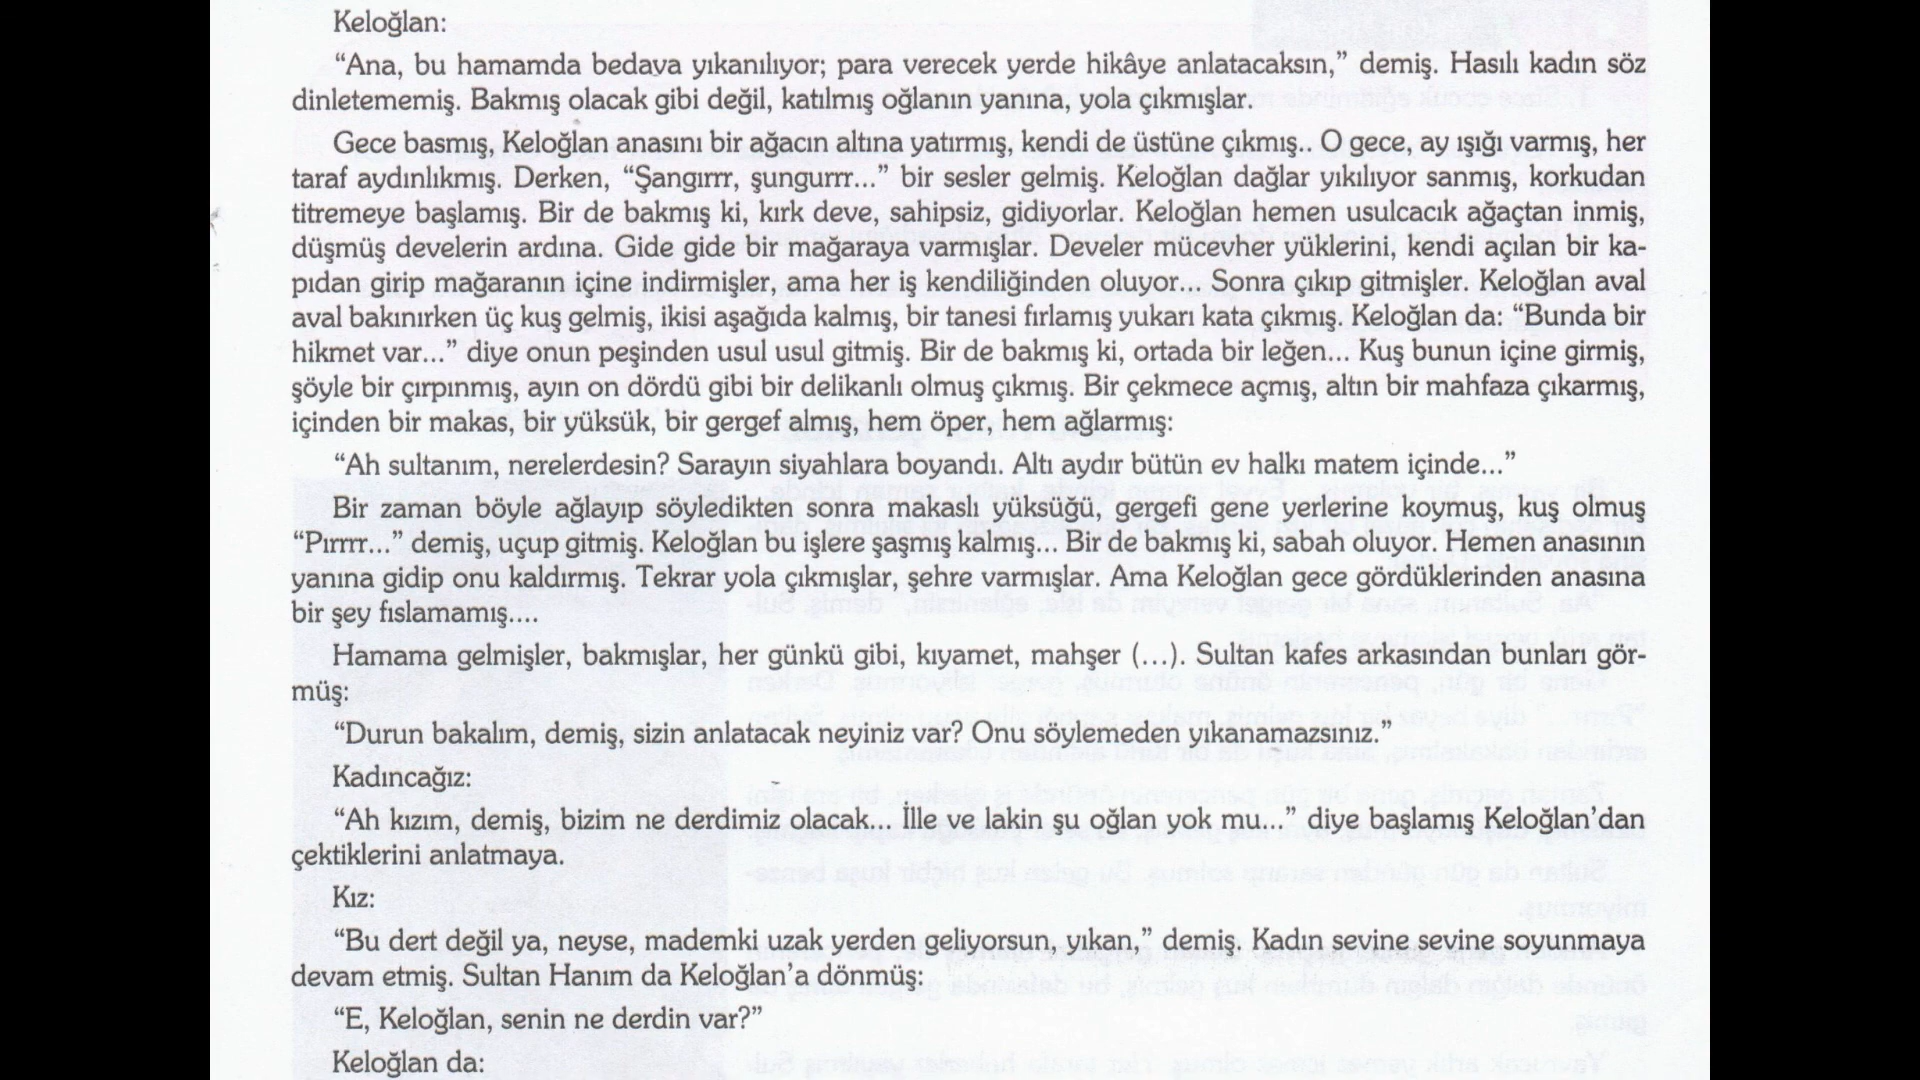 Keloğlan:
“Ana, bu hamamda bedava yıkanılıyor; para verecek yerde hikâye anlatacaksın,” demiş. Hasılı kadın söz
dinletememiş. Bakmış olacak gibi değil, katılmış oğlanın yanına, yola çıkmışlar.
Gece basmış, Keloğlan anasını bir ağacın altına yatırmış, kendi de üstüne çıkmış.. O gece, ay ışığı varmış, her
taraf aydınlıkmış. Derken, “Şangırrr, şungurrr...” bir sesler gelmiş. Keloğlan dağlar yıkılıyor sanmış, korkudan
titremeye başlamış. Bir de bakmış ki, kırk deve, sahipsiz, gidiyorlar. Keloğlan hemen usulcacık ağaçtan inmiş,
düşmüş develerin ardına. Gide gide bir mağaraya varmışlar. Develer mücevher yüklerini, kendi açılan bir ka-
pıdan girip mağaranın içine indirmişler, ama her iş kendiliğinden oluyor... Sonra çıkıp gitmişler. Keloğlan aval
aval bakınırken üç kuş gelmiş, ikisi aşağıda kalmış, bir tanesi fırlamış yukarı kata çıkmış. Keloğlan da: “Bunda bir
hikmet var...” diye onun peşinden usul usul gitmiş. Bir de bakmış ki, ortada bir leğen... Kuş bunun içine girmiş,
şöyle bir çırpınmış, ayın on dördü gibi bir delikanlı olmuş çıkmış. Bir çekmece açmış, altın bir mahfaza çıkarmış,
içinden bir makas, bir yüksük, bir gergef almış, hem öper, hem ağlarmış:
“Ah sultanım, nerelerdesin? Sarayın siyahlara boyandı. Altı aydır bütün ev halkı matem içinde...”
Bir zaman böyle ağlayıp söyledikten sonra makaslı yüksüğü, gergefi gene yerlerine koymuş, kuş olmuş
“Pırrrr...” demiş, uçup gitmiş. Keloğlan bu işlere şaşmış kalmış... Bir de bakmış ki, sabah oluyor. Hemen anasının
yanına gidip onu kaldırmış. Tekrar yola çıkmışlar, şehre varmışlar. Ama Keloğlan gece gördüklerinden anasına
bir şey fıslamamış....
Hamama gelmişler, bakmışlar, her günkü gibi, kıyamet, mahşer (...). Sultan kafes arkasından bunları gör-
müş:
“Durun bakalım, demiş, sizin anlatacak neyiniz var? Onu söylemeden yıkanamazsınız.”
Kadıncağız:
“Ah kızım, demiş, bizim ne derdimiz olacak... İlle ve lakin şu oğlan yok mu...” diye başlamış Keloğlan’dan
çektiklerini anlatmaya.
Kız:
“Bu dert değil ya, neyse, mademki uzak yerden geliyorsun, yıkan,” demiş. Kadın sevine sevine soyunmaya
devam etmiş. Sultan Hanım da Keloğlan’a dönmüş:
“E, Keloğlan, senin ne derdin var?”
Keloğlan da: